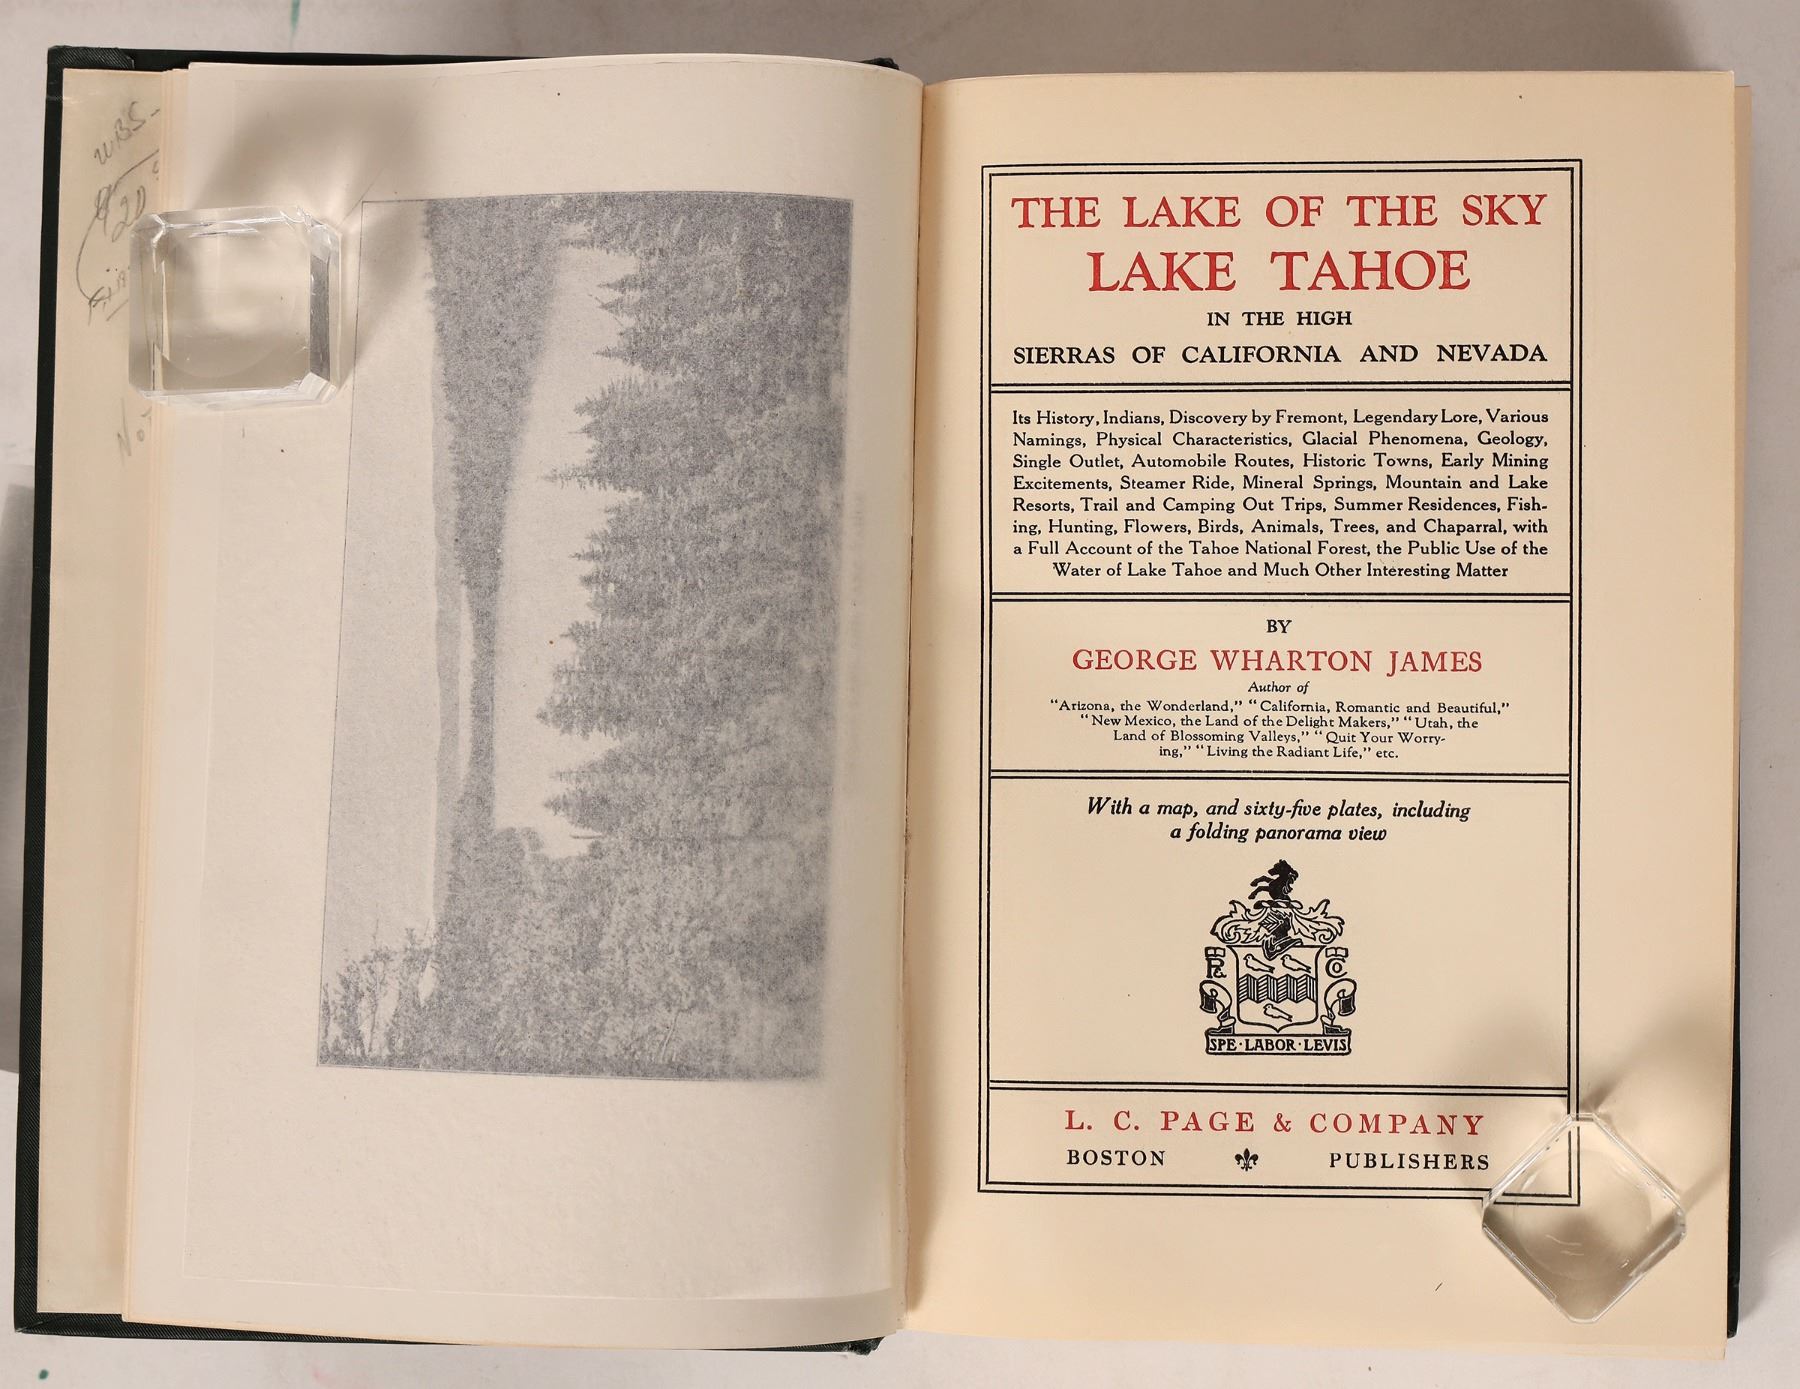 WBS-
20
Not
THE LAKE OF THE SKY
LAKE TAHOE
IN THE HIGH
SIERRAS OF CALIFORNIA AND NEVADA
Its History, Indians, Discovery by Fremont, Legendary Lore, Various
Namings, Physical Characteristics, Glacial Phenomena, Geology,
Single Outlet, Automobile Routes, Historic Towns, Early Mining
Excitements, Steamer Ride, Mineral Springs, Mountain and Lake
Resorts, Trail and Camping Out Trips, Summer Residences, Fish-
ing, Hunting, Flowers, Birds, Animals, Trees, and Chaparral, with
a Full Account of the Tahoe National Forest, the Public Use of the
Water of Lake Tahoe and Much Other Interesting Matter
BY
GEORGE WHARTON JAMES
Author of
"Arizona, the Wonderland," "California, Romantic and Beautiful,"
"New Mexico, the Land of the Delight Makers," "Utah, the
Land of Blossoming Valleys," "Quit Your Worry-
ing," "Living the Radiant Life," etc.
With a map, and sixty-five plates, including
a folding panorama view
P& CO
SPE·LABOR·LEVIS
L. C. PAGE & COMPANY
BOSTON PUBLISHERS